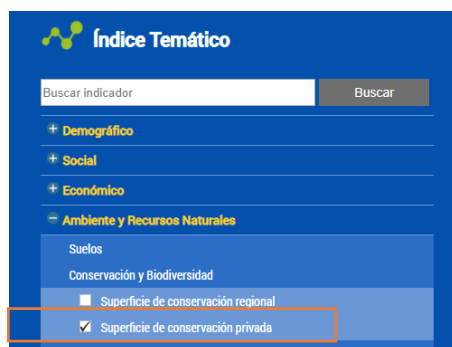 Índice Temático
Buscar indicador
Buscar
Demográfico
Social
Económico
Ambiente y Recursos Naturales
Suelos
Conservación y Biodiversidad
Superficie de conservación regional
Superficie de conservación privada